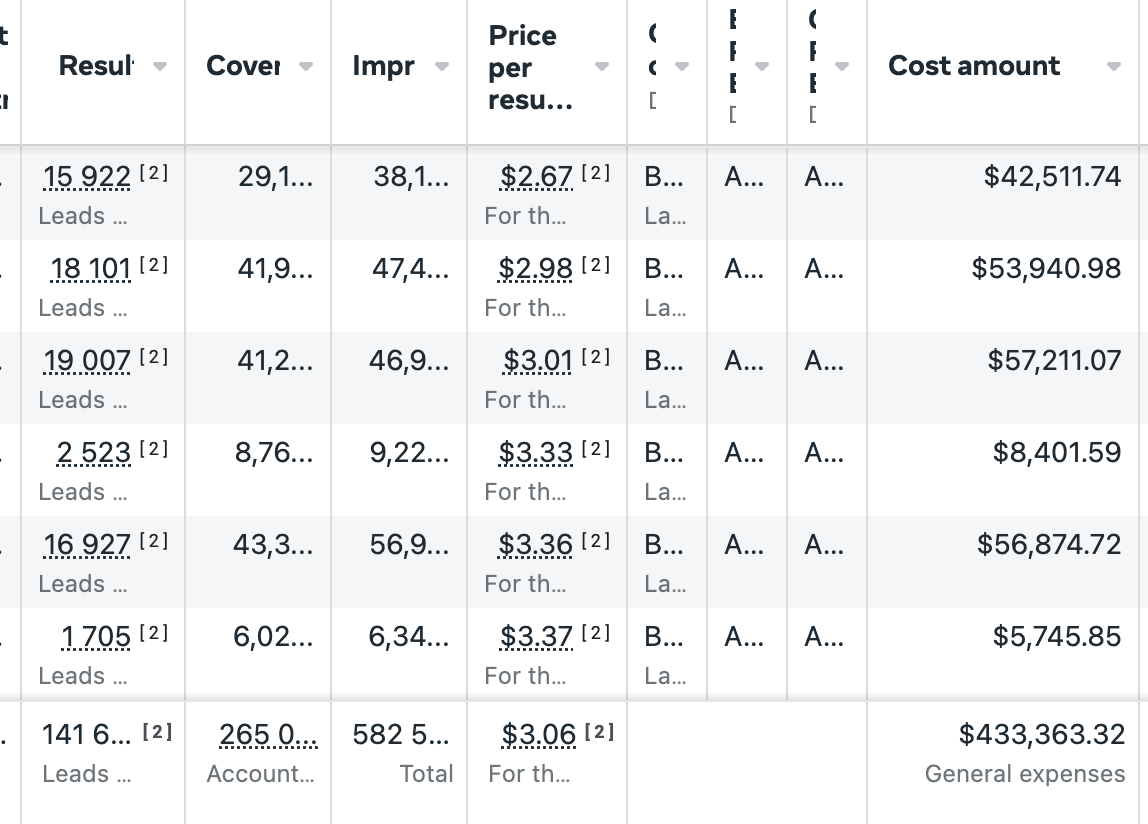 Resul Cover Impr Price per resu... Cost amount
15 922 [2] 29,1... 38,1... $2.67 [2] B... A... A... $42,511.74
Leads ... For th... La...
18 101 [2] 41,9... 47,4... $2.98 [2] B... A... A... $53,940.98
Leads ... For th... La...
19 007 [2] 41,2... 46,9... $3.01 [2] B... A... A... $57,211.07
Leads ... For th... La...
2 523 [2] 8,76... 9,22... $3.33 [2] B... A... A... $8,401.59
Leads ... For th... La...
16 927 [2] 43,3... 56,9... $3.36 [2] B... A... A... $56,874.72
Leads ... For th... La...
1 705 [2] 6,02... 6,34... $3.37 [2] B... A... A... $5,745.85
Leads ... For th... La...
141 6... [2] 265 0... 582 5... $3.06 [2] $433,363.32
Leads ... Account... Total For th... General expenses